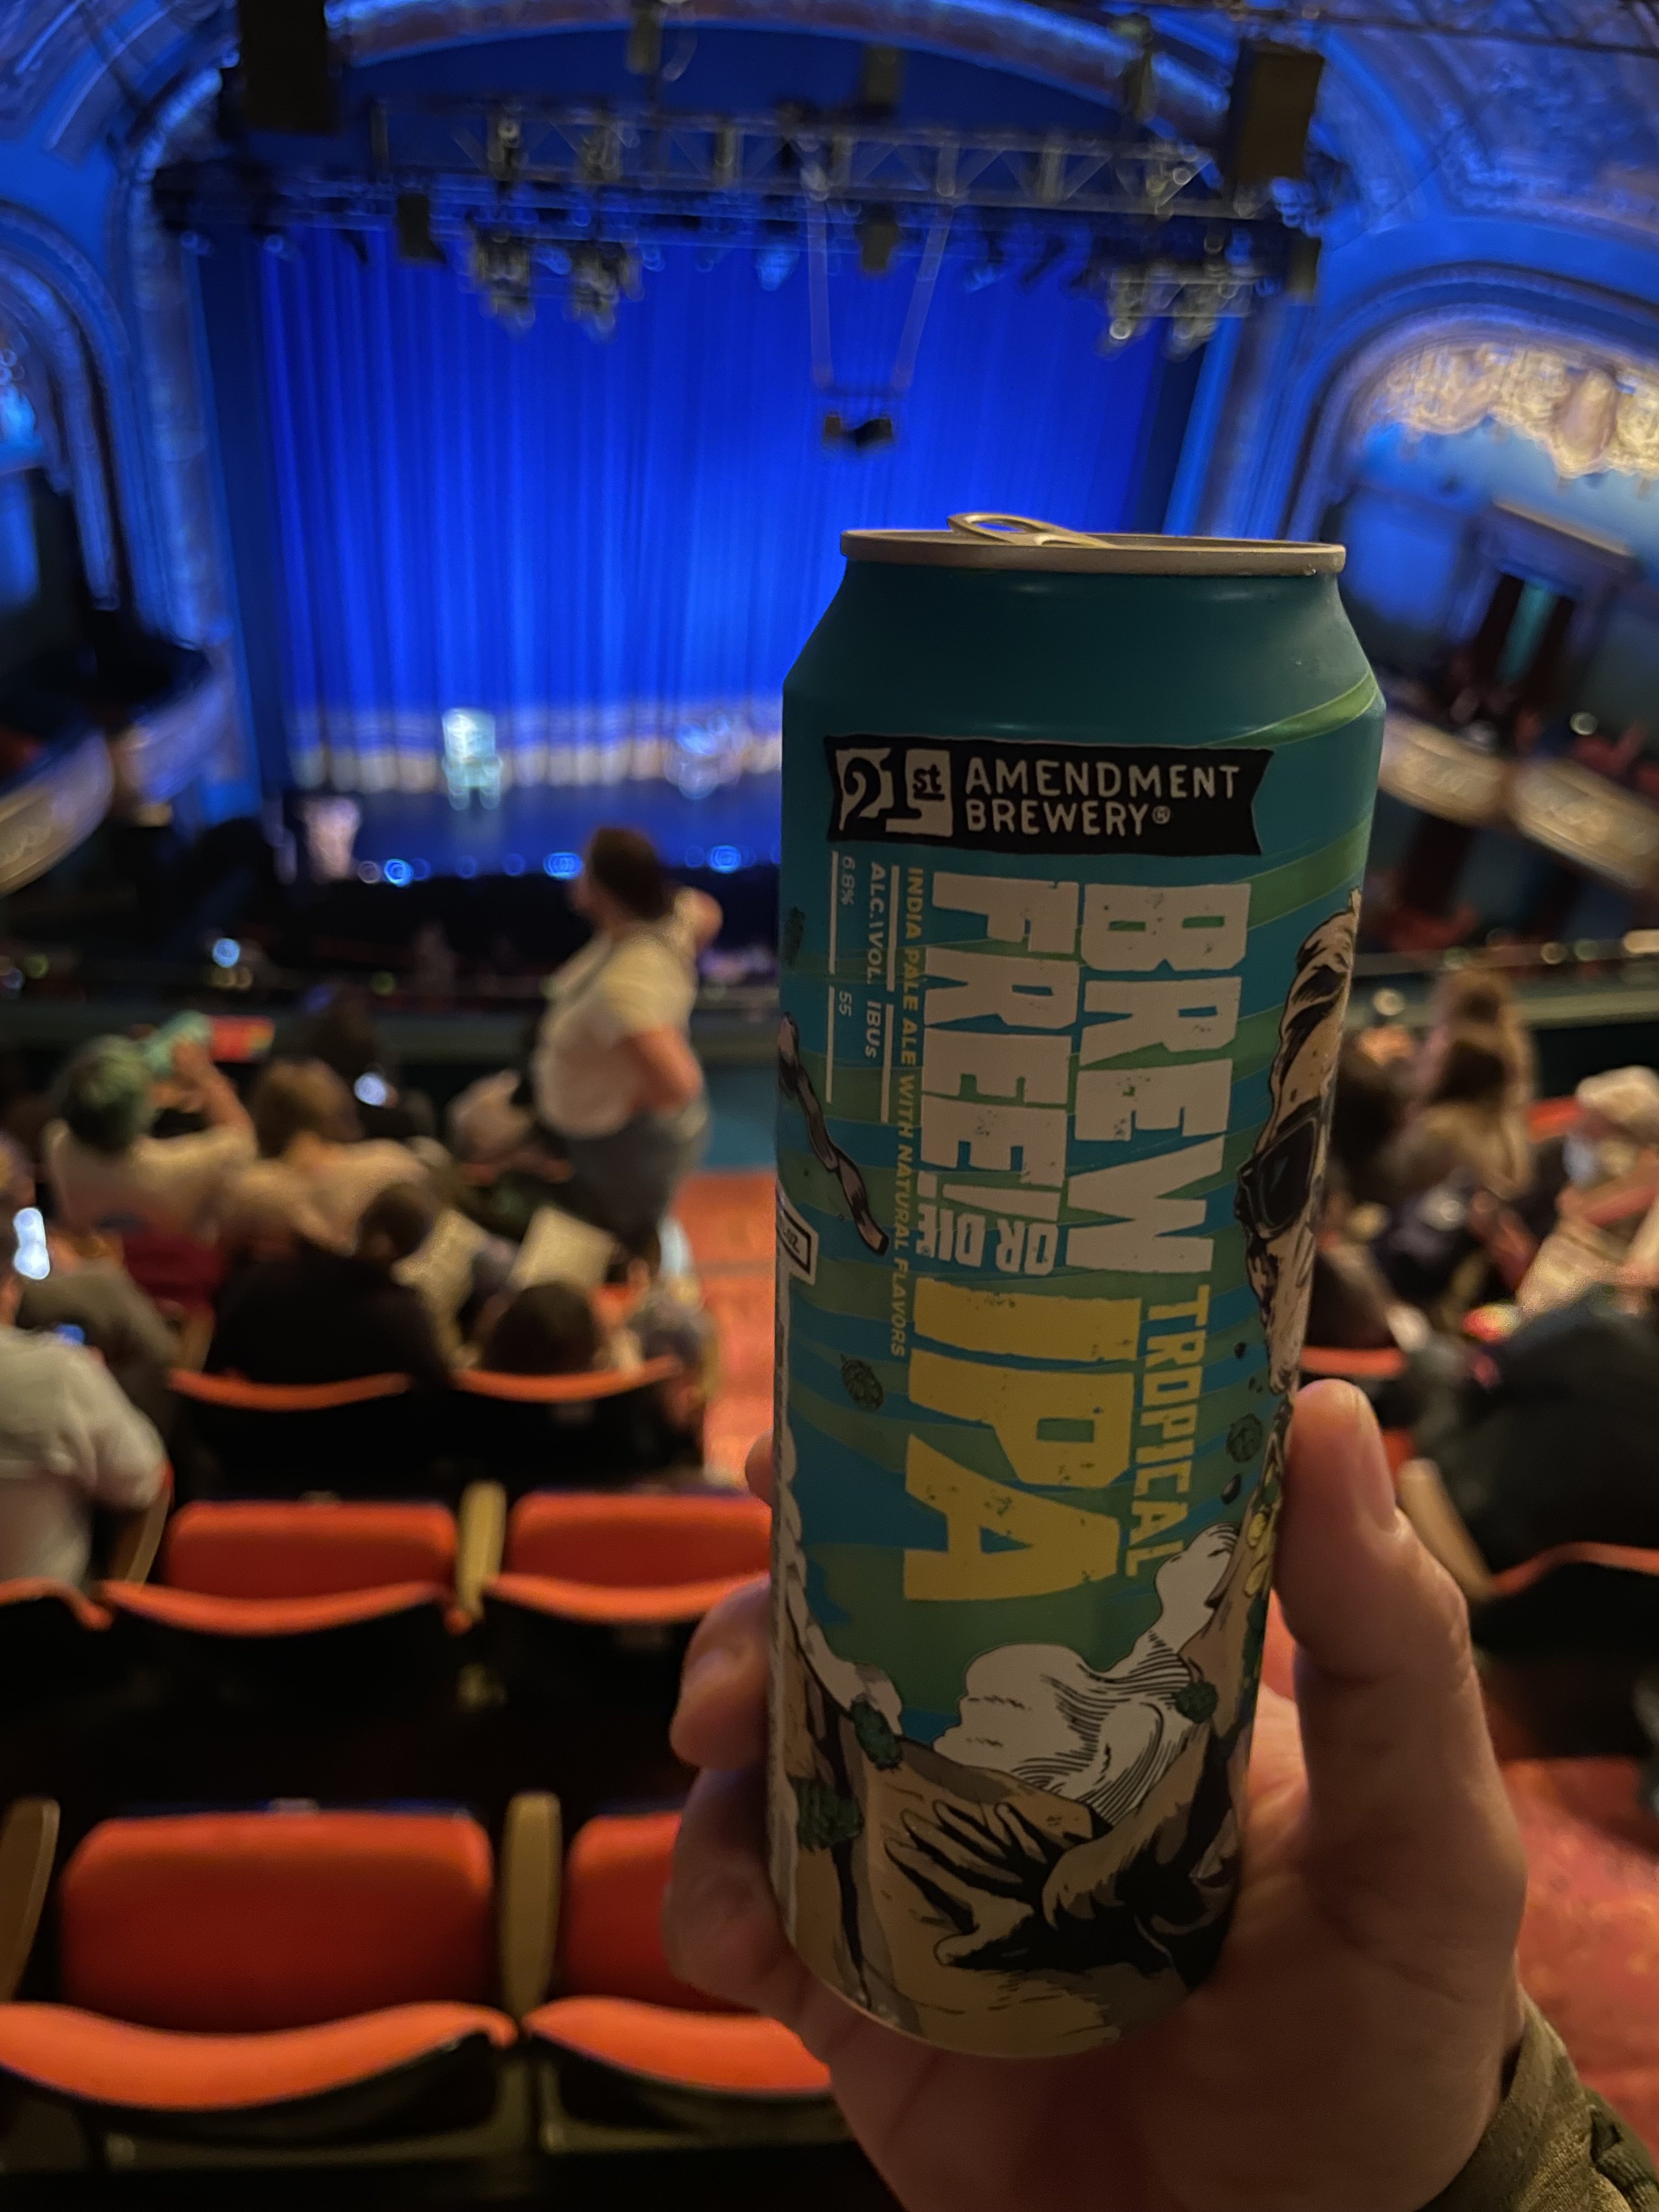 21st AMENDMENT
BREWERY®
BREW
FREE! OR DIE
TROPICAL
IPA
INDIA PALE ALE WITH NATURAL FLAVORS
ALC.\VOL. IBUs
6.8% 55